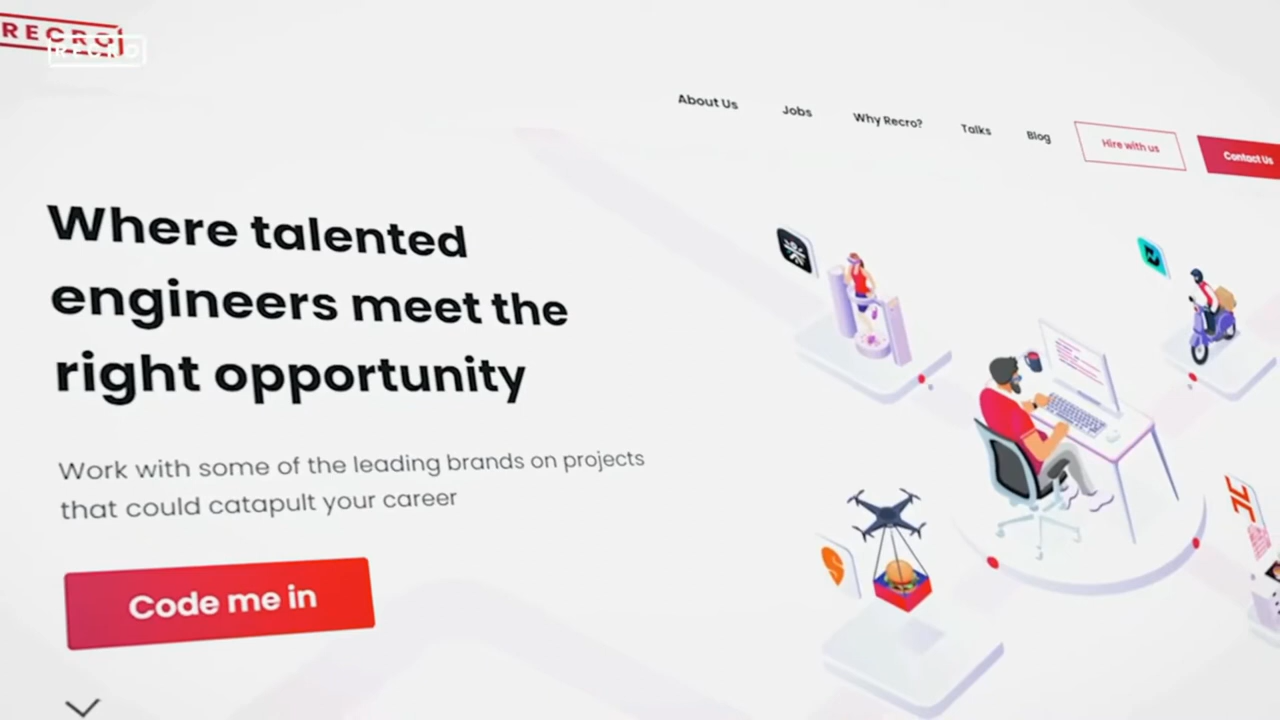 RECRO
RECRO
About Us
Jobs
Why Recro?
Talks
Blog
Hire with us
Contact Us
Where talented
engineers meet the
right opportunity
Work with some of the leading brands on projects
that could catapult your career
Code me in